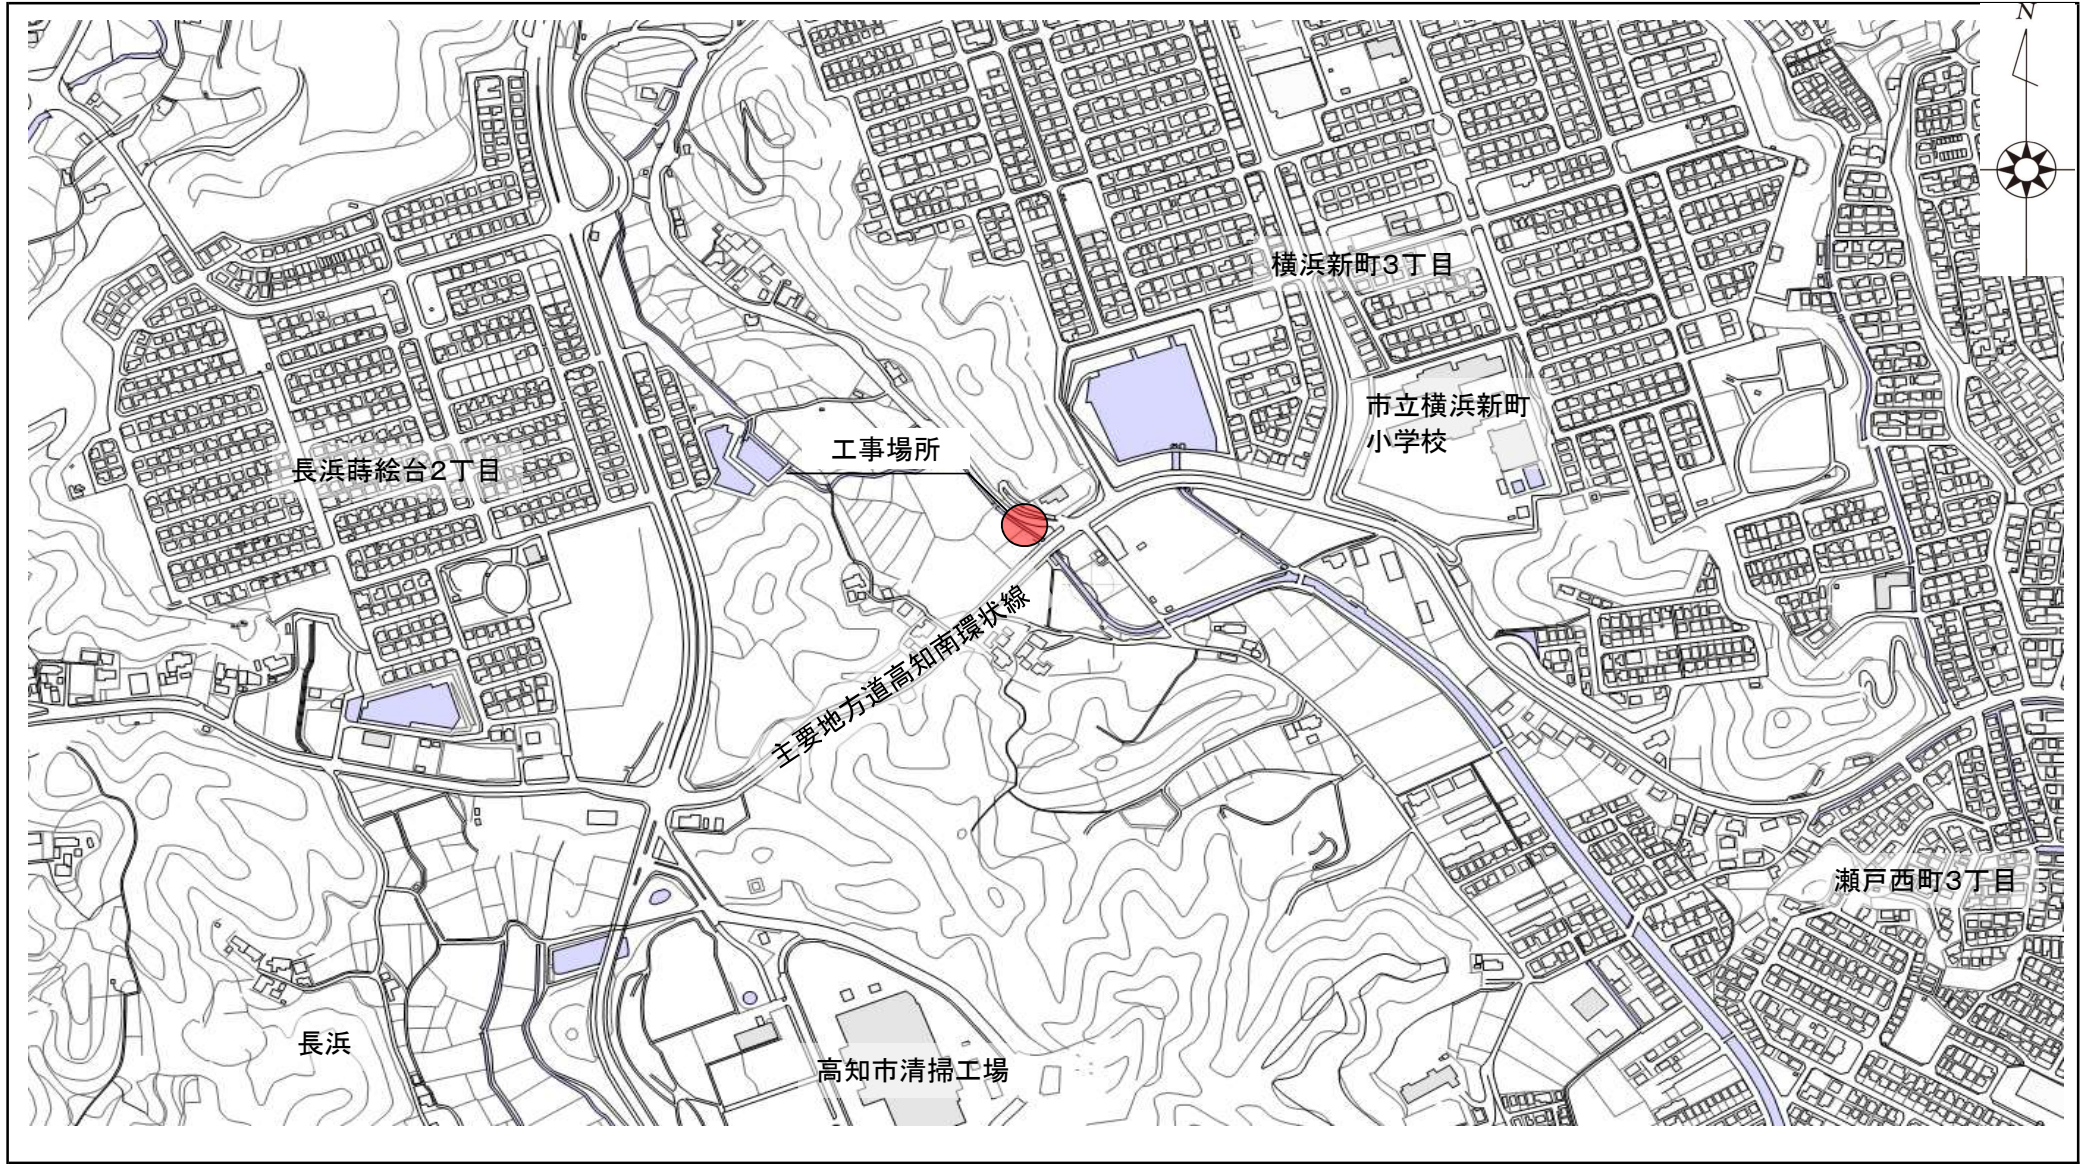 N
横浜新町3丁目
市立横浜新町
小学校
工事場所
長浜蒔絵台2丁目
主要地方道高知南環状線
瀬戸西町3丁目
長浜
高知市清掃工場